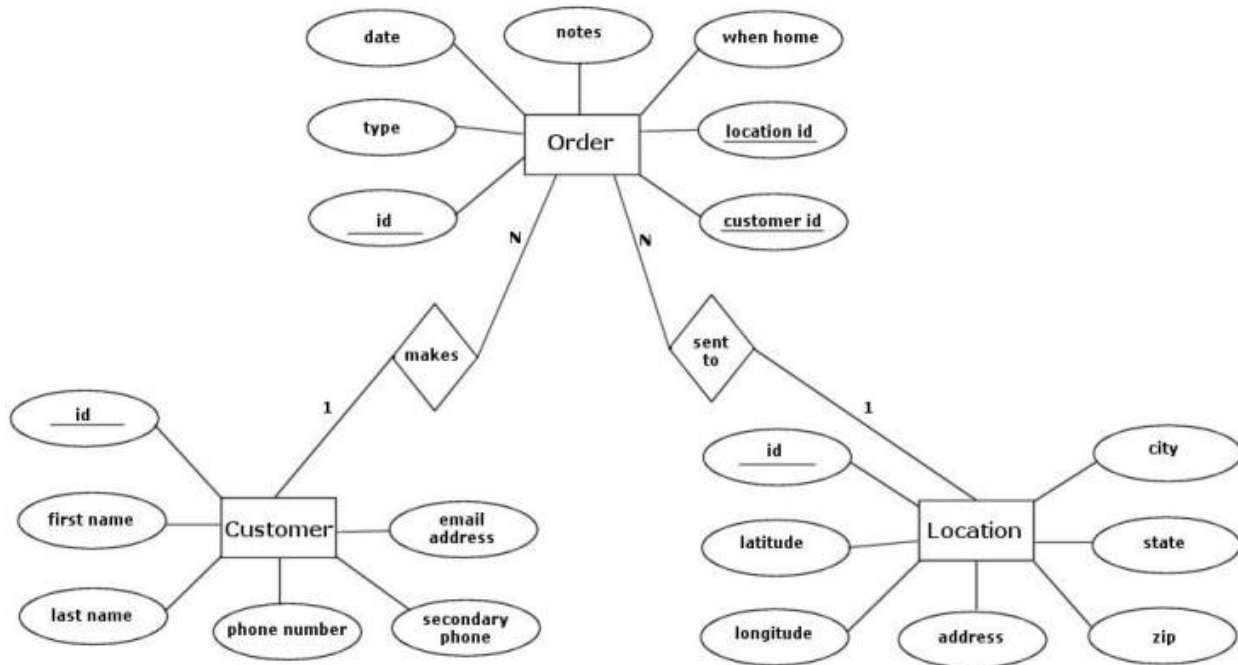 date
notes
when home
type
Order
location id
id
customer id
N
N
makes
sent
to
1
1
id
id
city
first name
Customer
email
address
latitude
Location
state
last name
phone number
secondary
phone
longitude
address
zip